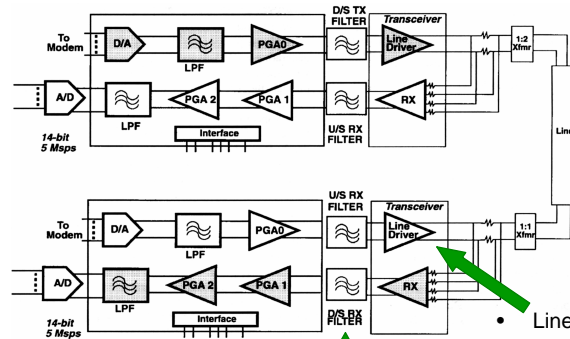 D/S TX
FILTER
Transceiver
To
Modem
D/A
LPF
PGA0
Line
Driver
1:2
Xfmr
A/D
LPF
PGA 2
PGA 1
U/S RX
FILTER
RX
14-bit
5 Msps
Interface
U/S RX
FILTER
Transceiver
To
Modem
D/A
LPF
PGA0
Line
Driver
1:1
Xfmr
A/D
LPF
PGA 2
PGA 1
D/S RX
FILTER
RX
14-bit
5 Msps
Interface
• Line